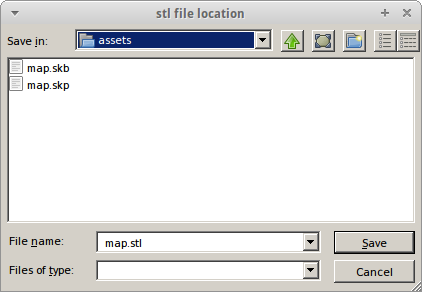 stl file location
Save in: assets
map.skb
map.skp
File name: map.stl Save
Files of type: Cancel